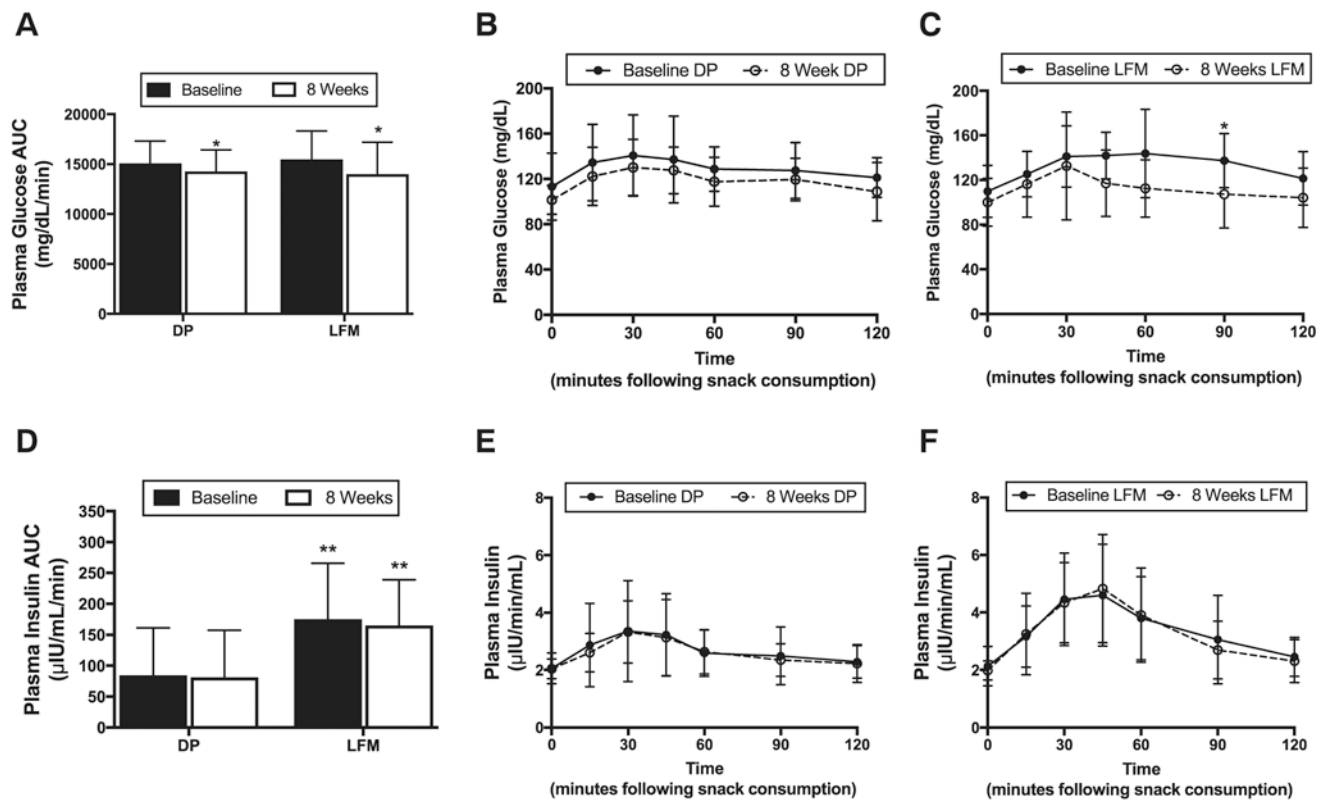 A
Baseline 8 Weeks
Plasma Glucose AUC
(mg/dL/min)
20000
15000
10000
5000
0
*
*
DP LFM
B
Baseline DP 8 Week DP
Plasma Glucose (mg/dL)
200
160
120
80
40
0
0 30 60 90 120
Time
(minutes following snack consumption)
C
Baseline LFM 8 Weeks LFM
Plasma Glucose (mg/dL)
200
160
120
80
40
0
*
0 30 60 90 120
Time
(minutes following snack consumption)
D
Baseline 8 Weeks
Plasma Insulin AUC
(µIU/mL/min)
350
300
250
200
150
100
50
0
**
**
DP LFM
E
Baseline DP 8 Weeks DP
Plasma Insulin
(µIU/min/mL)
8
6
4
2
0
0 30 60 90 120
Time
(minutes following snack consumption)
F
Baseline LFM 8 Weeks LFM
Plasma Insulin
(µIU/min/mL)
8
6
4
2
0
0 30 60 90 120
Time
(minutes following snack consumption)